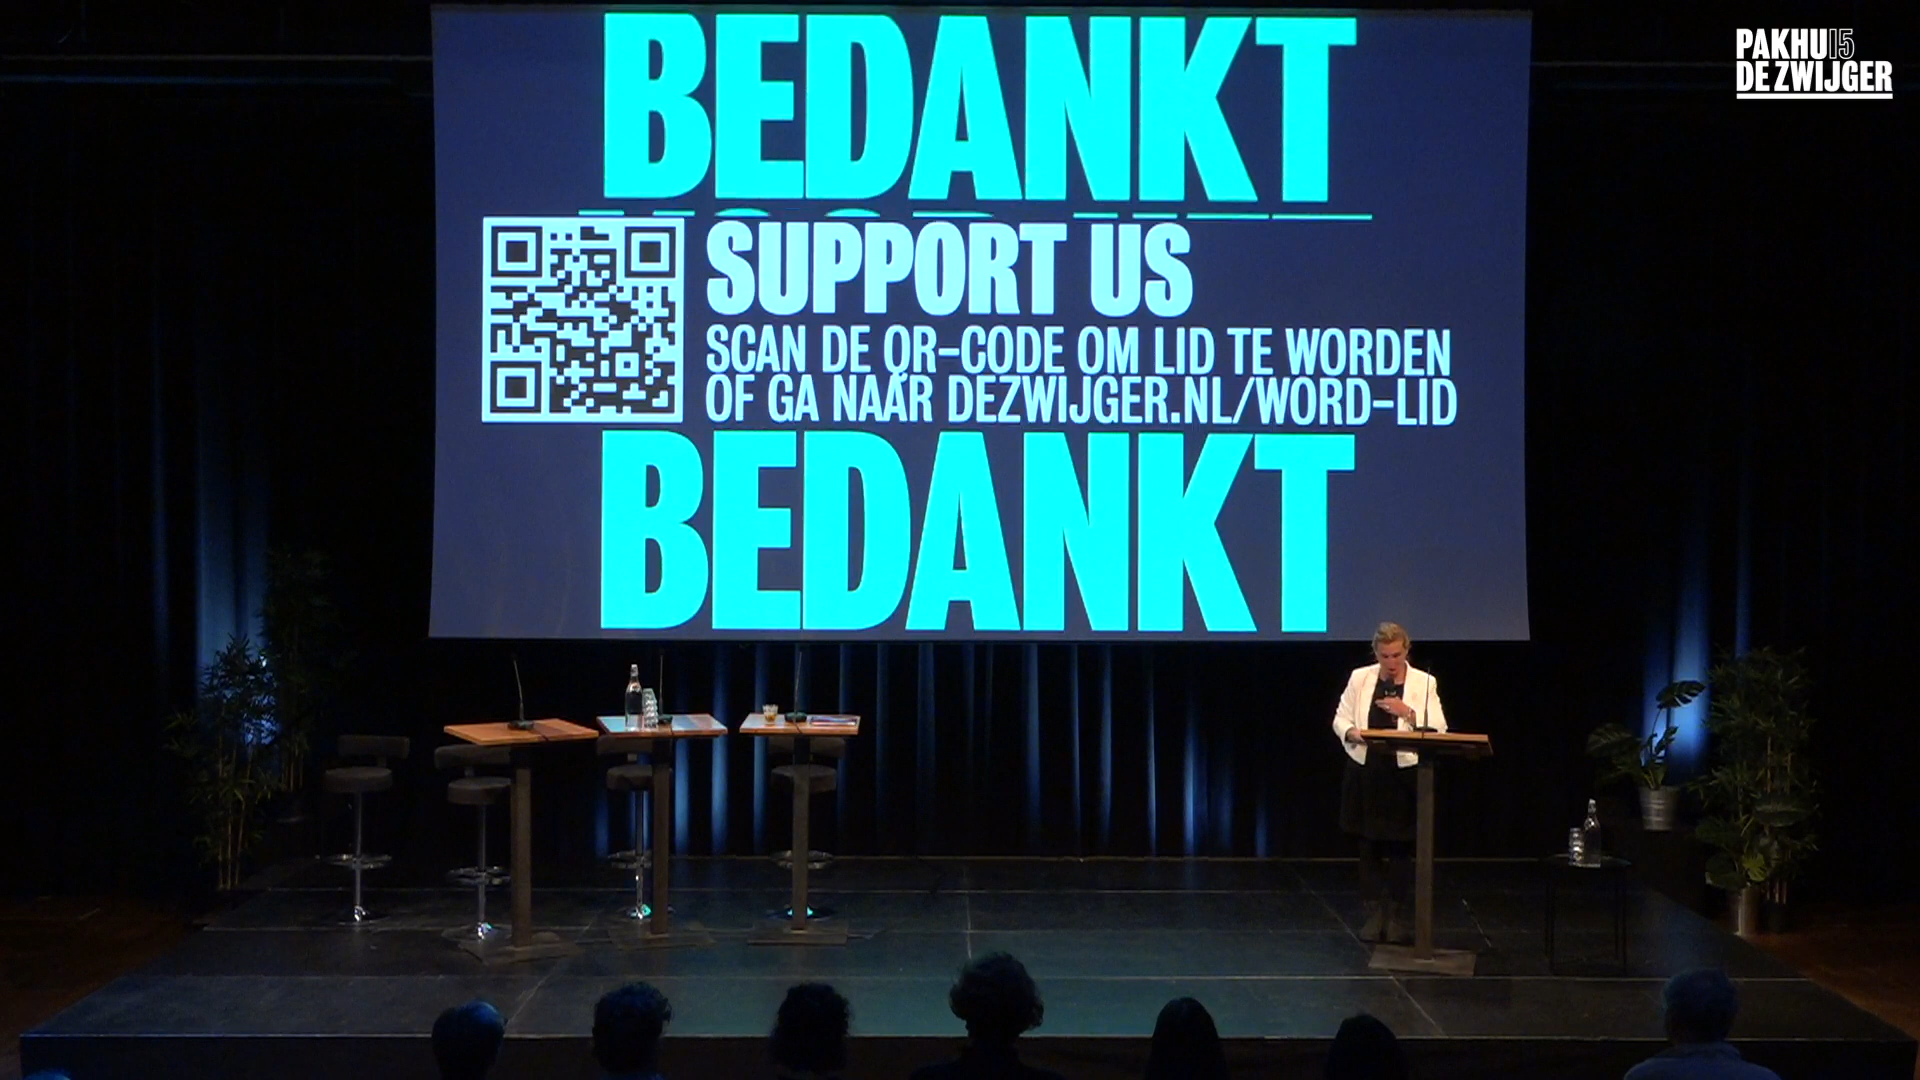 BEDANKT
SUPPORT US
SCAN DE QR-CODE OM LID TE WORDEN
OF GA NAAR DEZWIJGER.NL/WORD-LID
BEDANKT
PAKHU15
DE ZWIJGER